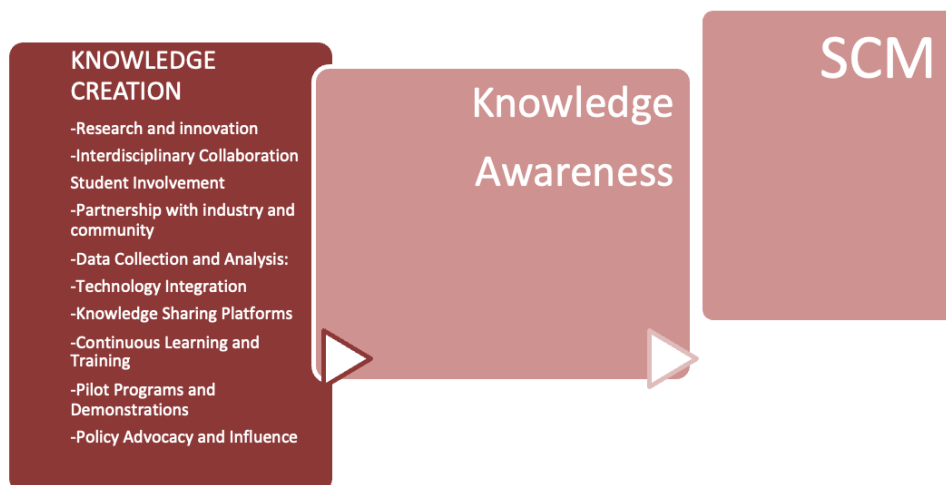 KNOWLEDGE
CREATION
-Research and innovation
-Interdisciplinary Collaboration
Student Involvement
-Partnership with industry and
community
-Data Collection and Analysis:
-Technology Integration
-Knowledge Sharing Platforms
-Continuous Learning and
Training
-Pilot Programs and
Demonstrations
-Policy Advocacy and Influence
Knowledge
Awareness
SCM